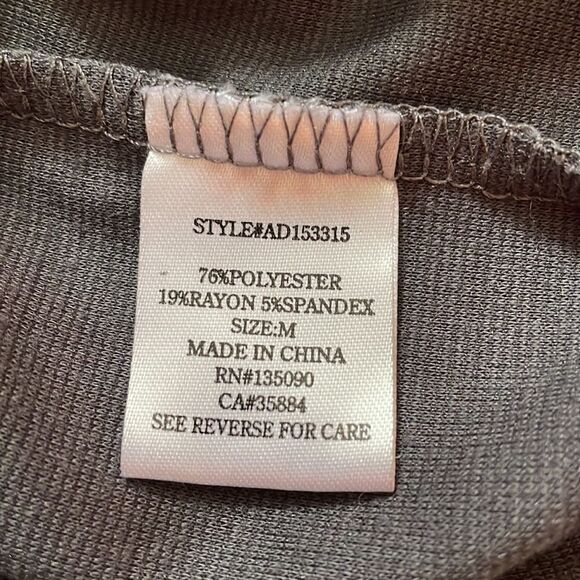 STYLE#AD153315
76%POLYESTER
19%RAYON 5%SPANDEX
SIZE:M
MADE IN CHINA
RN#135090
CA#35884
SEE REVERSE FOR CARE